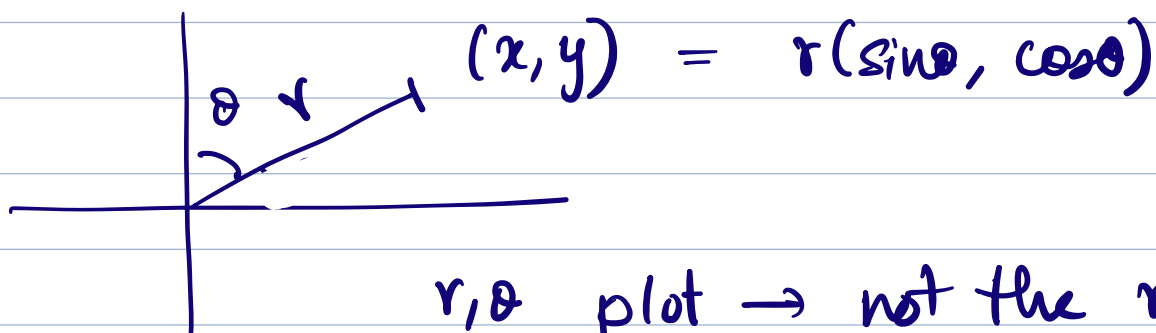 (x, y) = r(sinθ, cosθ)
θ r
r, θ plot → not the